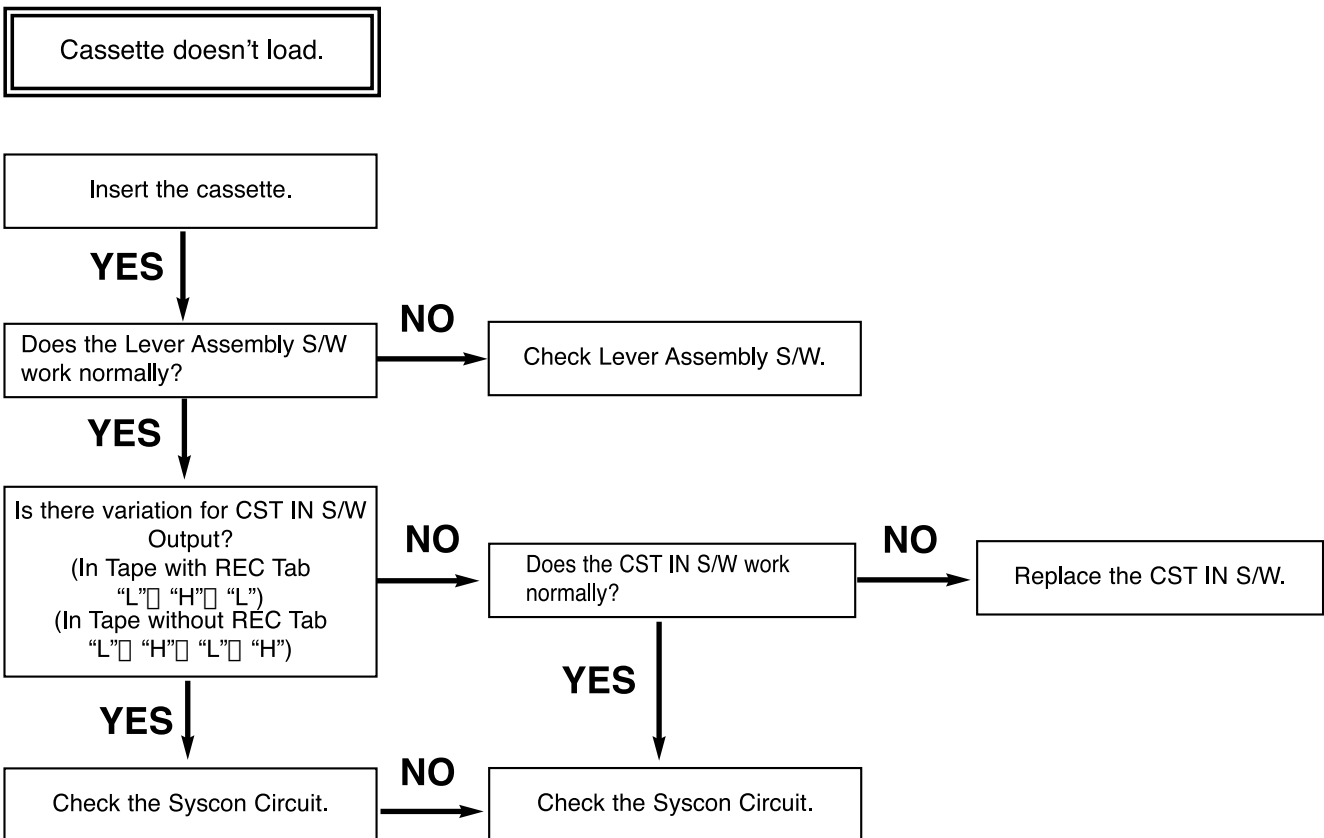 Cassette doesn't load.
Insert the cassette.
YES
Does the Lever Assembly S/W
work normally?
NO
Check Lever Assembly S/W.
YES
Is there variation for CST IN S/W
Output?
(In Tape with REC Tab
“L”▯ “H”▯ “L”)
(In Tape without REC Tab
“L”▯ “H”▯ “L”▯ “H”)
NO
Does the CST IN S/W work
normally?
NO
Replace the CST IN S/W.
YES
YES
Check the Syscon Circuit.
NO
Check the Syscon Circuit.